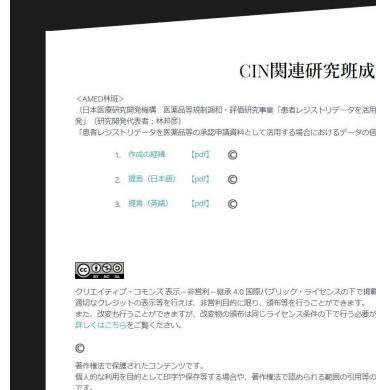 CIN関連研究班成
<AMED林班>
（日本医療研究開発機構　医薬品等規制調和・評価研究事業「患者レジストリデータを活用
発」（研究開発代表者：林邦彦）
「患者レジストリデータを医薬品等の承認申請資料として活用する場合におけるデータの信
1. 作成の経緯　【pdf】　©
2. 提言（日本語）　【pdf】　©
3. 提言（英語）　【pdf】　©
cc BY NC SA
クリエイティブ・コモンズ 表示 – 非営利 – 継承 4.0 国際パブリック・ライセンスの下で掲載
適切なクレジットの表示等を行えば、非営利目的に限り、頒布等を行うことができます。
また、改変も行うことができますが、改変物の頒布は同じライセンス条件の下で行う必要が
詳しくはこちらをご覧ください。
©
著作権法で保護されたコンテンツです。
個人的な利用を目的として印字や保存等する場合や、著作権法で認められる範囲の引用等の
です。